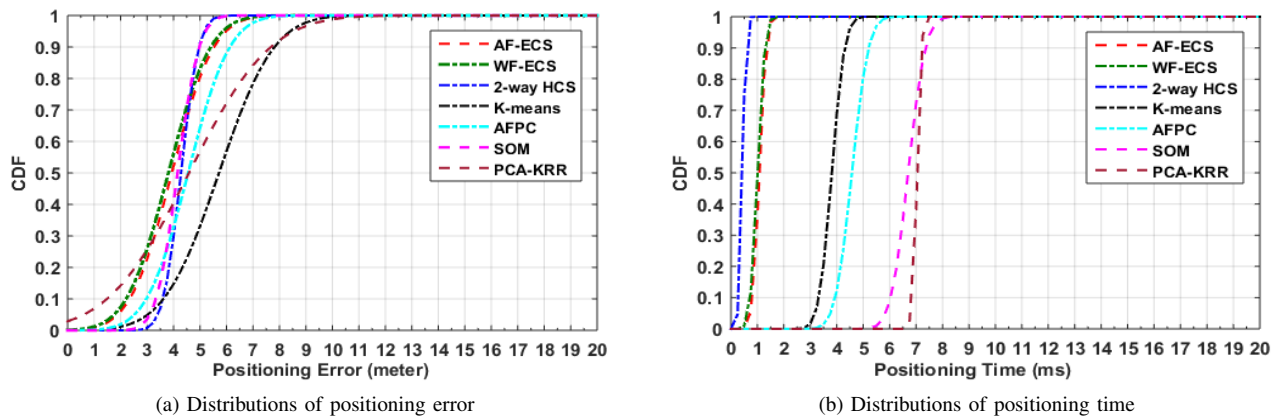 1
0.9
0.8
0.7
0.6
0.5
0.4
0.3
0.2
0.1
0
CDF
0 1 2 3 4 5 6 7 8 9 10 11 12 13 14 15 16 17 18 19 20
Positioning Error (meter)
AF-ECS
WF-ECS
2-way HCS
K-means
AFPC
SOM
PCA-KRR
(a) Distributions of positioning error
1
0.9
0.8
0.7
0.6
0.5
0.4
0.3
0.2
0.1
0
CDF
0 1 2 3 4 5 6 7 8 9 10 11 12 13 14 15 16 17 18 19 20
Positioning Time (ms)
AF-ECS
WF-ECS
2-way HCS
K-means
AFPC
SOM
PCA-KRR
(b) Distributions of positioning time